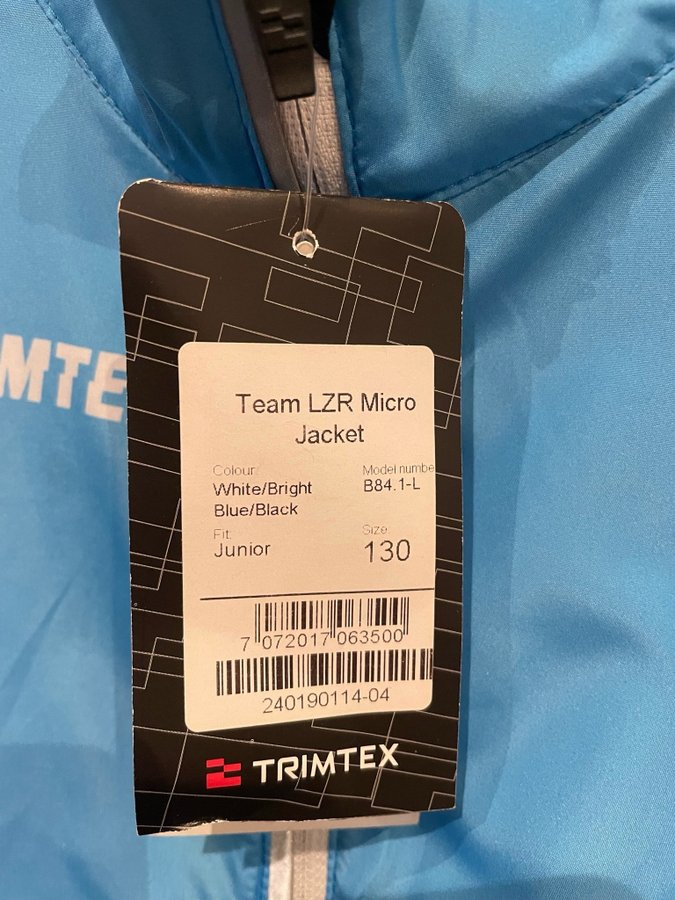 MTE
Team LZR Micro
Jacket
Colour:
White/Bright
Blue/Black
Model numbe
B84.1-L
Fit:
Junior
Size
130
7 072017 063500
240190114-04
TRIMTEX